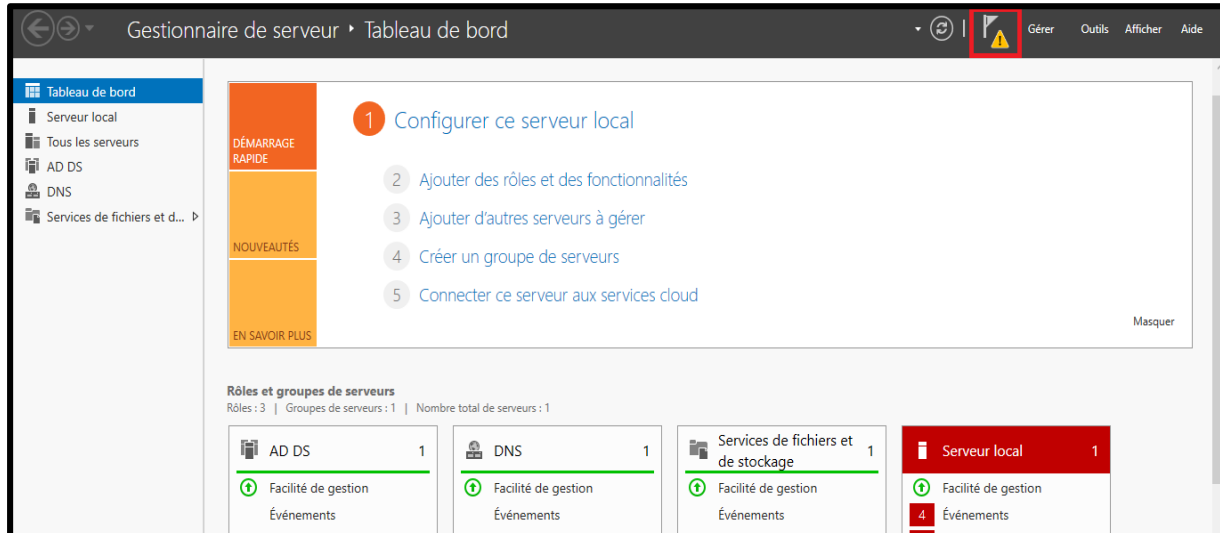 Gestionnaire de serveur • Tableau de bord
Gérer Outils Afficher Aide
Tableau de bord
Serveur local
Tous les serveurs
AD DS
DNS
Services de fichiers et d...
DÉMARRAGE
RAPIDE
NOUVEAUTÉS
EN SAVOIR PLUS
1 Configurer ce serveur local
2 Ajouter des rôles et des fonctionnalités
3 Ajouter d'autres serveurs à gérer
4 Créer un groupe de serveurs
5 Connecter ce serveur aux services cloud
Masquer
Rôles et groupes de serveurs
Rôles : 3 | Groupes de serveurs : 1 | Nombre total de serveurs : 1
AD DS 1
Facilité de gestion
Événements
DNS 1
Facilité de gestion
Événements
Services de fichiers et
de stockage 1
Facilité de gestion
Événements
Serveur local 1
Facilité de gestion
4 Événements